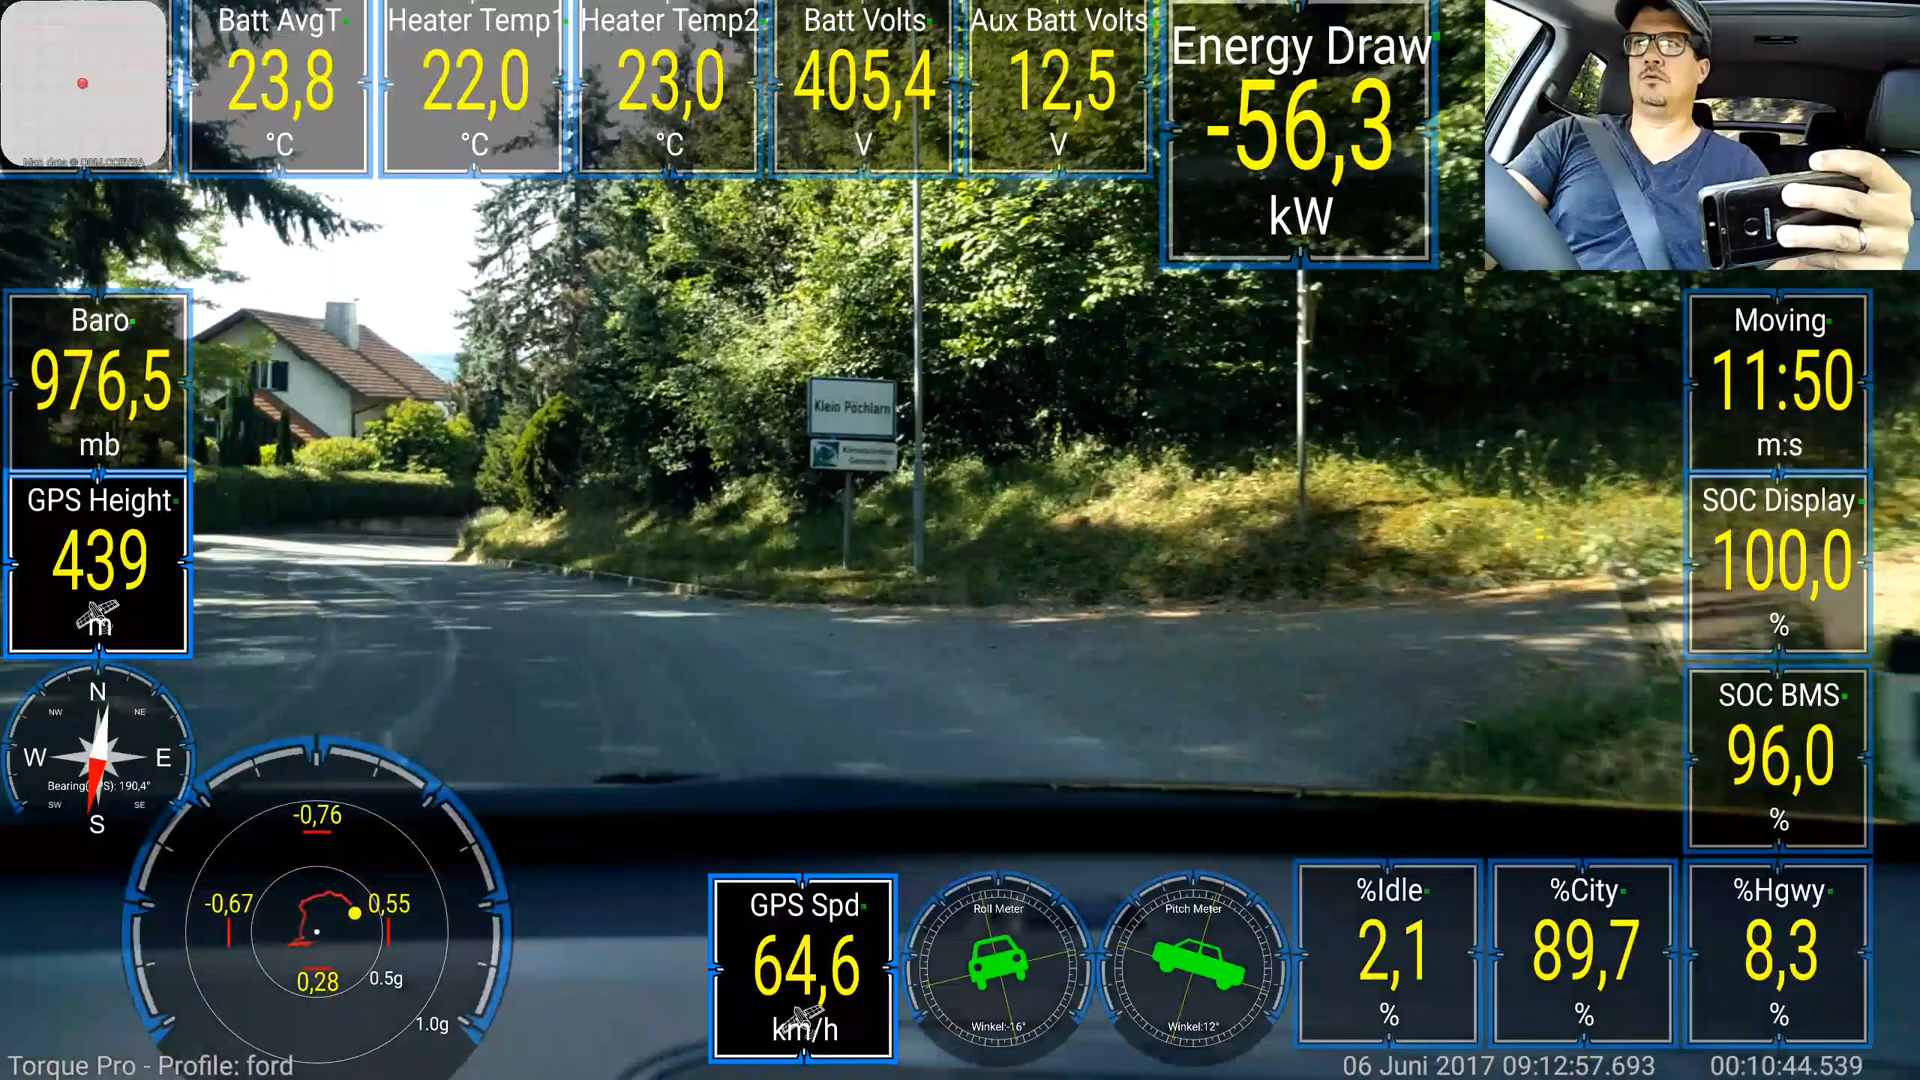 Batt AvgT
23,8
°C
Heater Temp1
22,0
°C
Heater Temp2
23,0
°C
Batt Volts
405,4
V
Aux Batt Volts
12,5
V
Energy Draw
-56,3
kW
Baro
976,5
mb
GPS Height
439
m
Klein Pöchlarn
Moving
11:50
m:s
SOC Display
100,0
%
SOC BMS
96,0
%
N
NW
NE
W
E
SW
SE
S
-0,76
-0,67
0,55
0,28
0.5g
1.0g
GPS Spd
64,6
km/h
Roll Meter
Winkel:-16°
Pitch Meter
Winkel:12°
%Idle
2,1
%
%City
89,7
%
%Hgwy
8,3
%
Torque Pro - Profile: ford
06 Juni 2017 09:12:57.693
00:10:44.539